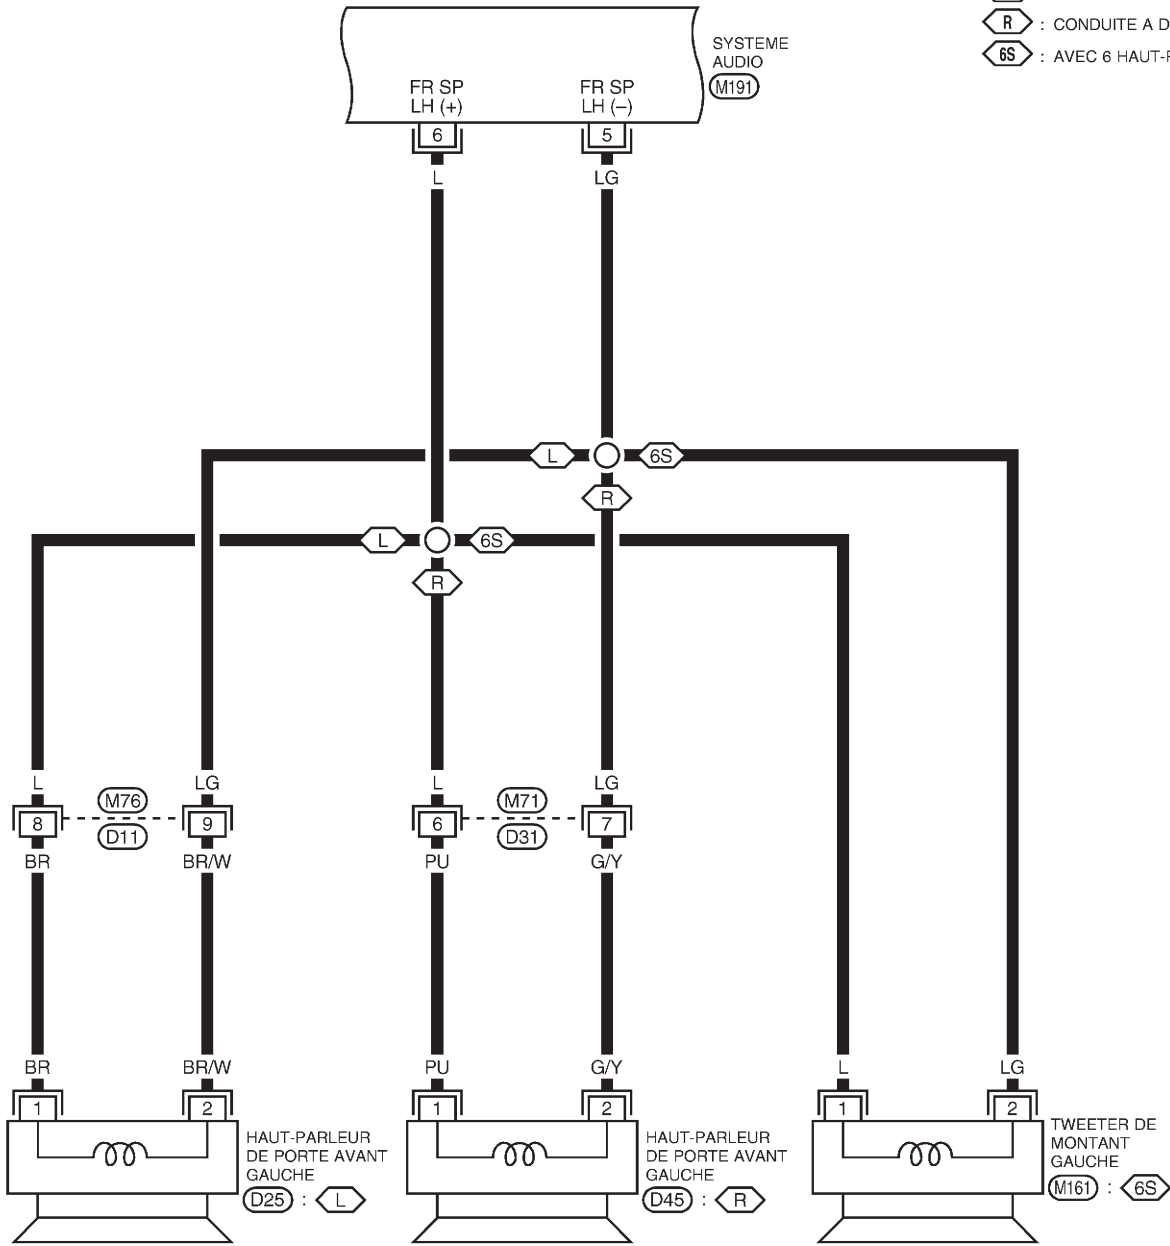 R : CONDUITE A D
SYSTEME
AUDIO
M191
6S : AVEC 6 HAUT-
FR SP
LH (+)
FR SP
LH (–)
6
5
L
LG
L
6S
R
L
6S
R
L
LG
L
LG
M76
M71
8
9
6
7
D11
D31
BR
BR/W
PU
G/Y
BR
BR/W
PU
G/Y
L
LG
1
2
1
2
1
2
HAUT-PARLEUR
DE PORTE AVANT
GAUCHE
D25 : L
HAUT-PARLEUR
DE PORTE AVANT
GAUCHE
D45 : R
TWEETER DE
MONTANT
GAUCHE
M161 : 6S